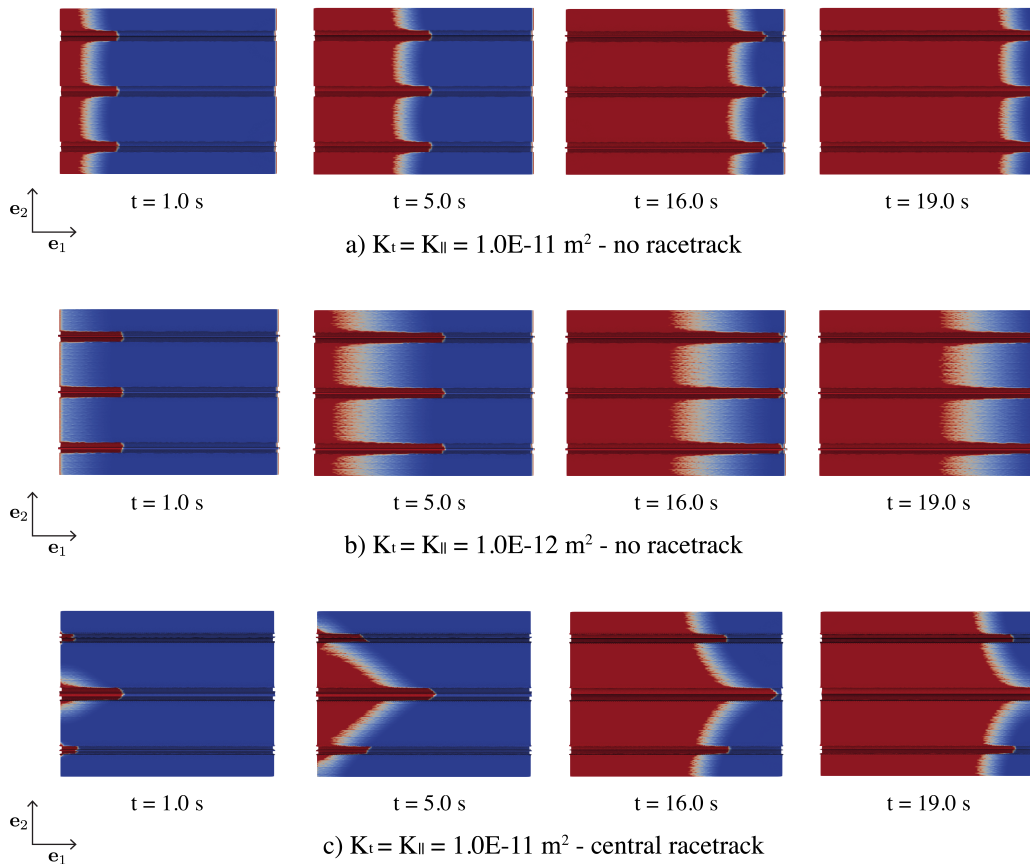 t = 1.0 s t = 5.0 s t = 16.0 s t = 19.0 s
e₂
e₁
a) Kₜ = K∥ = 1.0E-11 m² - no racetrack
t = 1.0 s t = 5.0 s t = 16.0 s t = 19.0 s
e₂
e₁
b) Kₜ = K∥ = 1.0E-12 m² - no racetrack
t = 1.0 s t = 5.0 s t = 16.0 s t = 19.0 s
e₂
e₁
c) Kₜ = K∥ = 1.0E-11 m² - central racetrack